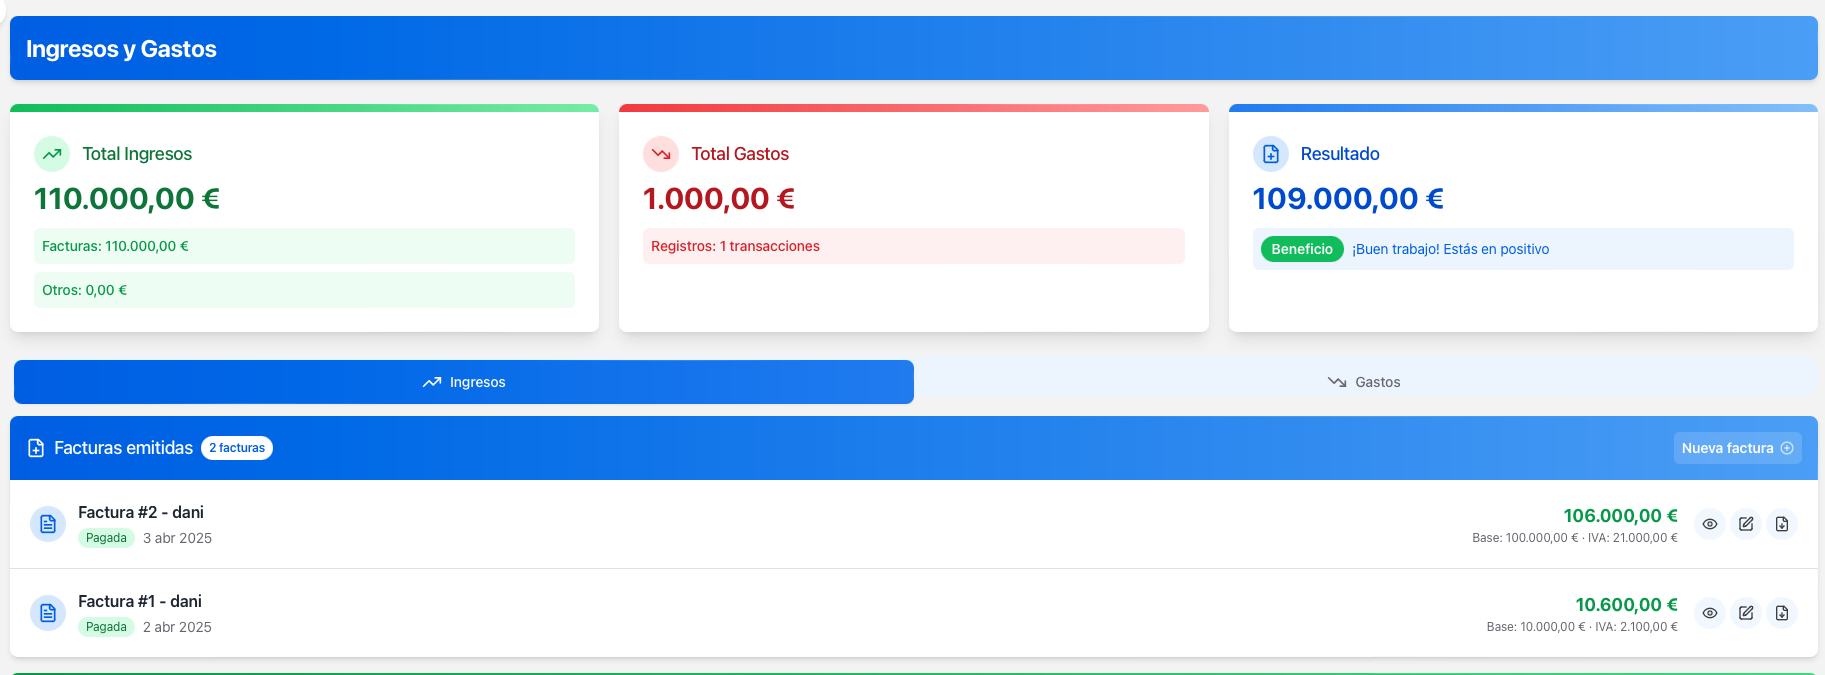 Ingresos y Gastos
Total Ingresos
110.000,00 €
Facturas: 110.000,00 €
Otros: 0,00 €
Total Gastos
1.000,00 €
Registros: 1 transacciones
Resultado
109.000,00 €
Beneficio ¡Buen trabajo! Estás en positivo
Ingresos
Gastos
Facturas emitidas 2 facturas
Nueva factura
Factura #2 - dani
Pagada 3 abr 2025
106.000,00 €
Base: 100.000,00 € · IVA: 21.000,00 €
Factura #1 - dani
Pagada 2 abr 2025
10.600,00 €
Base: 10.000,00 € · IVA: 2.100,00 €